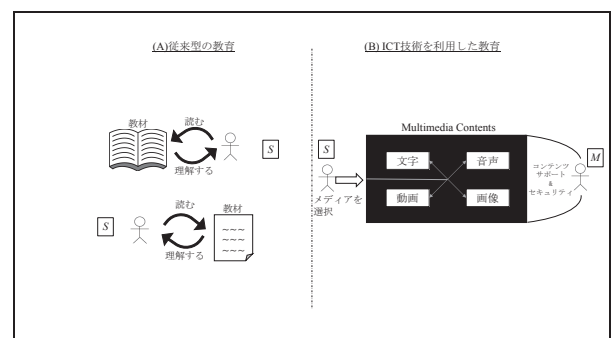 (A)従来型の教育
教材
読む
理解する
S
S
読む
教材
理解する
~~~
~~~
~~~
(B) ICT技術を利用した教育
Multimedia Contents
S
メディアを
選択
文字
音声
動画
画像
コンテンツ
サポート
&
セキュリティ
M